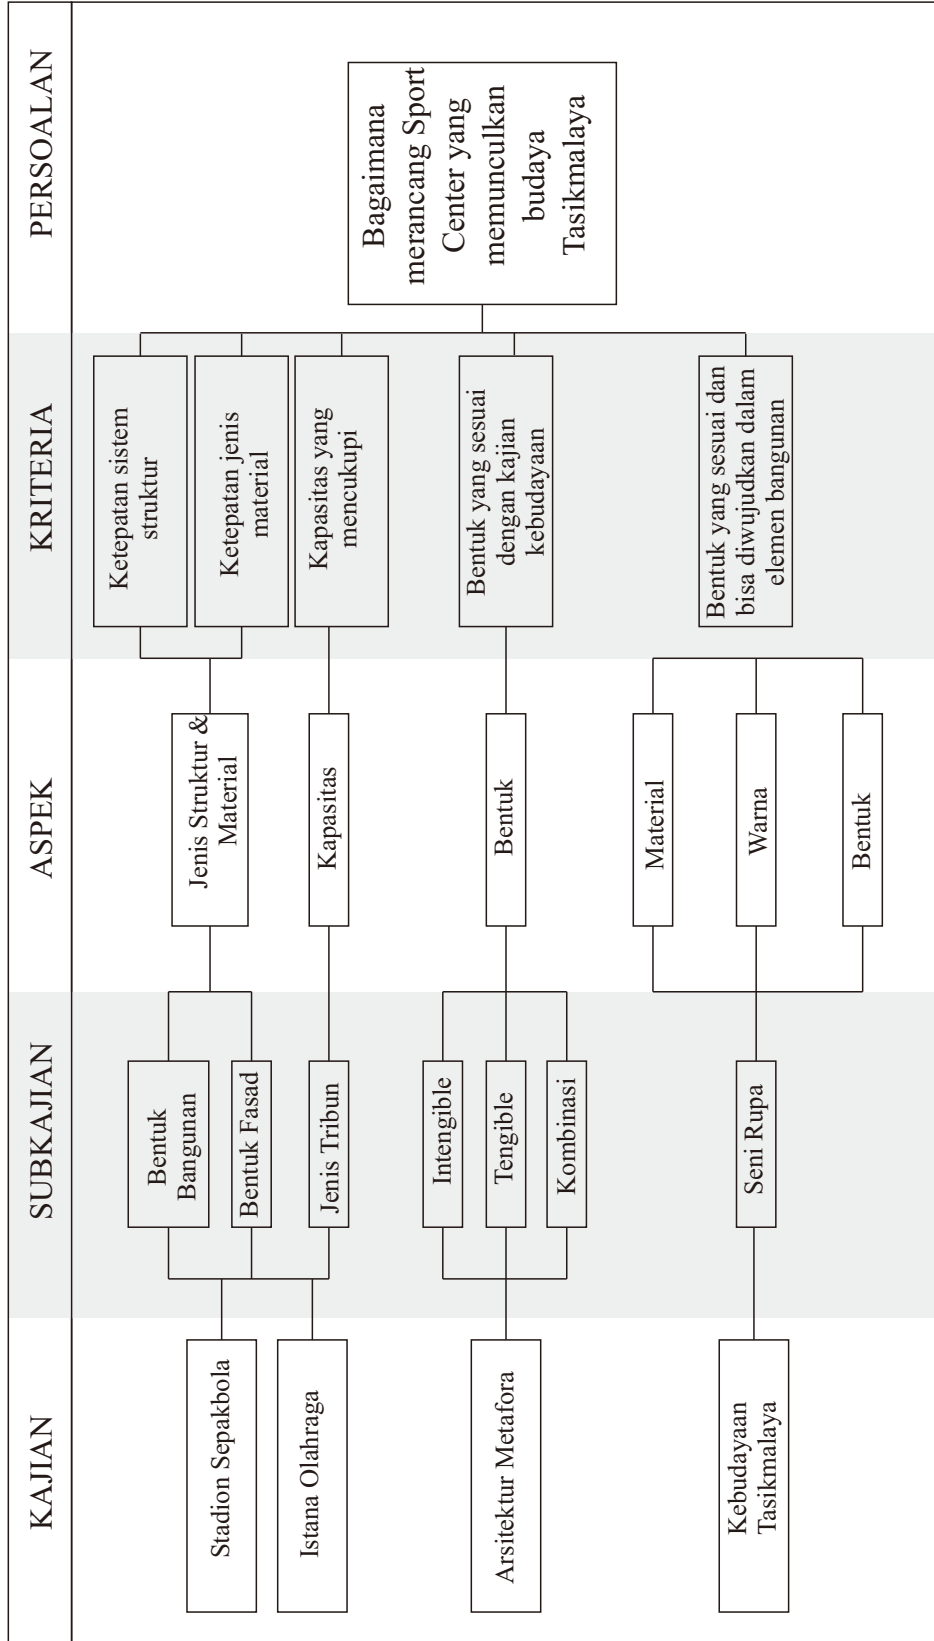 KAJIAN
SUBKAJIAN
ASPEK
KRITERIA
PERSOALAN
Stadion Sepakbola
Istana Olahraga
Arsitektur Metafora
Kebudayaan
Tasikmalaya
Bentuk
Bangunan
Bentuk Fasad
Jenis Tribun
Intengible
Tengible
Kombinasi
Seni Rupa
Jenis Struktur &
Material
Kapasitas
Bentuk
Material
Warna
Bentuk
Ketepatan sistem
struktur
Ketepatan jenis
material
Kapasitas yang
mencukupi
Bentuk yang sesuai
dengan kajian
kebudayaan
Bentuk yang sesuai dan
bisa diwujudkan dalam
elemen bangunan
Bagaimana
merancang Sport
Center yang
memunculkan
budaya
Tasikmalaya